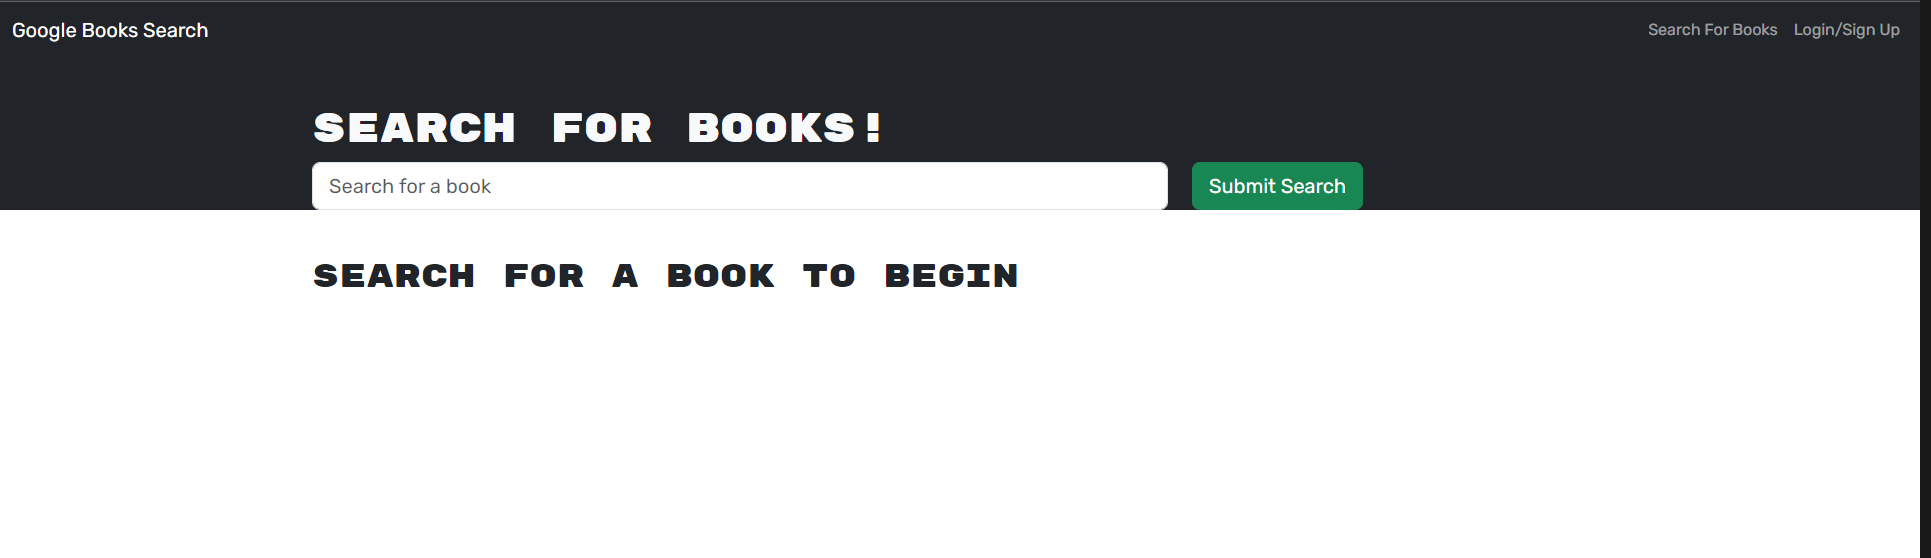 Google Books Search
Search For Books
Login/Sign Up
SEARCH FOR BOOKS!
Search for a book
Submit Search
SEARCH FOR A BOOK TO BEGIN